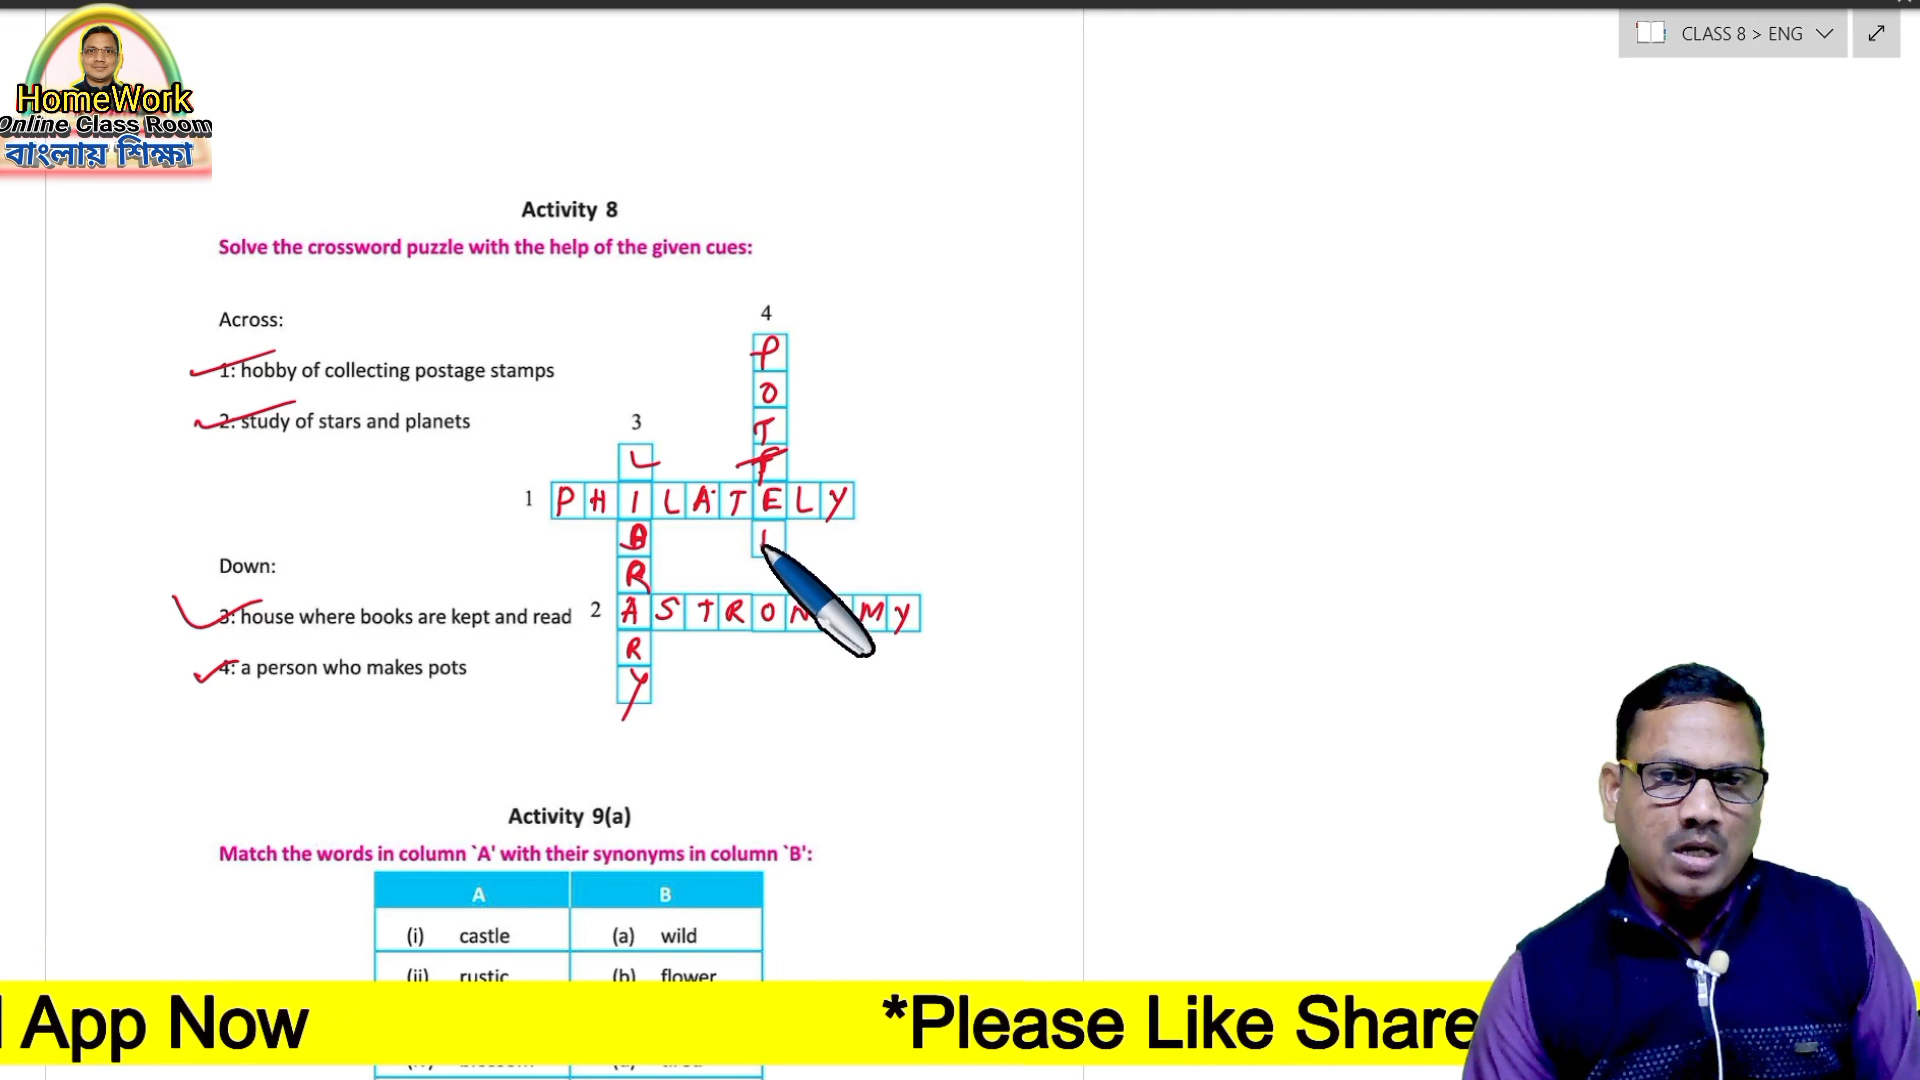 CLASS 8 > ENG
HomeWork
Online Class Room
বাংলায় শিক্ষা
Activity 8
Solve the crossword puzzle with the help of the given cues:
Across:
1: hobby of collecting postage stamps
2: study of stars and planets
Down:
3: house where books are kept and read
4: a person who makes pots
4
P
O
T
T
3
L
1 P H I L A T E L Y
B
R
2 A S T R O N M Y
R
Y
Activity 9(a)
Match the words in column `A' with their synonyms in column `B':
A B
(i) castle (a) wild
(ii) rustic (b) flower
App Now *Please Like Share